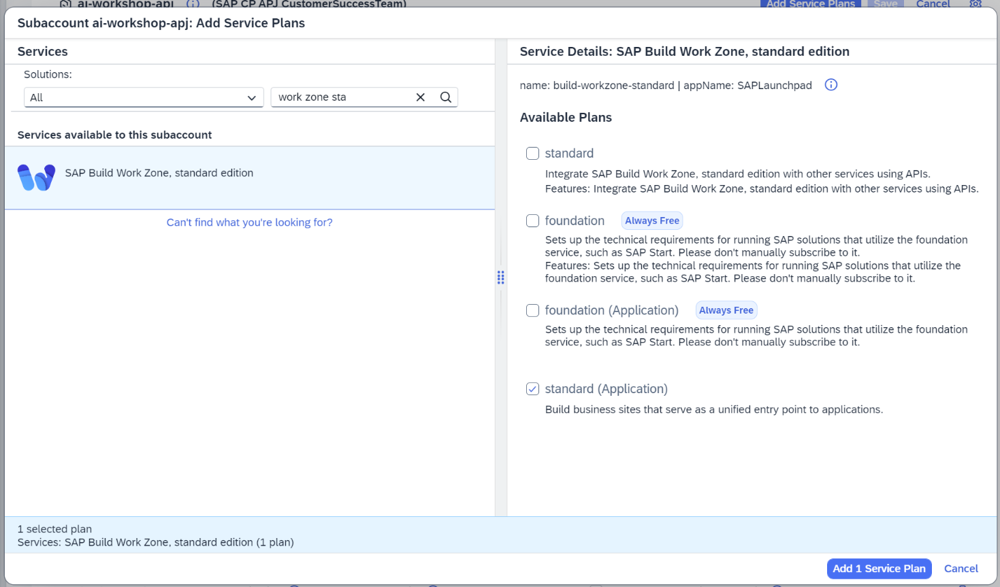 ai-workshop-apj (SAP CP APJ CustomerSuccessTeam) Add Service Plans Save Cancel
Subaccount ai-workshop-apj: Add Service Plans
Services
Solutions:
All
work zone sta
Services available to this subaccount
SAP Build Work Zone, standard edition
Can't find what you're looking for?
Service Details: SAP Build Work Zone, standard edition
name: build-workzone-standard | appName: SAPLaunchpad
Available Plans
standard
Integrate SAP Build Work Zone, standard edition with other services using APIs.
Features: Integrate SAP Build Work Zone, standard edition with other services using APIs.
foundation Always Free
Sets up the technical requirements for running SAP solutions that utilize the foundation
service, such as SAP Start. Please don't manually subscribe to it.
Features: Sets up the technical requirements for running SAP solutions that utilize the
foundation service, such as SAP Start. Please don't manually subscribe to it.
foundation (Application) Always Free
Sets up the technical requirements for running SAP solutions that utilize the foundation
service, such as SAP Start. Please don't manually subscribe to it.
standard (Application)
Build business sites that serve as a unified entry point to applications.
1 selected plan
Services: SAP Build Work Zone, standard edition (1 plan)
Add 1 Service Plan Cancel